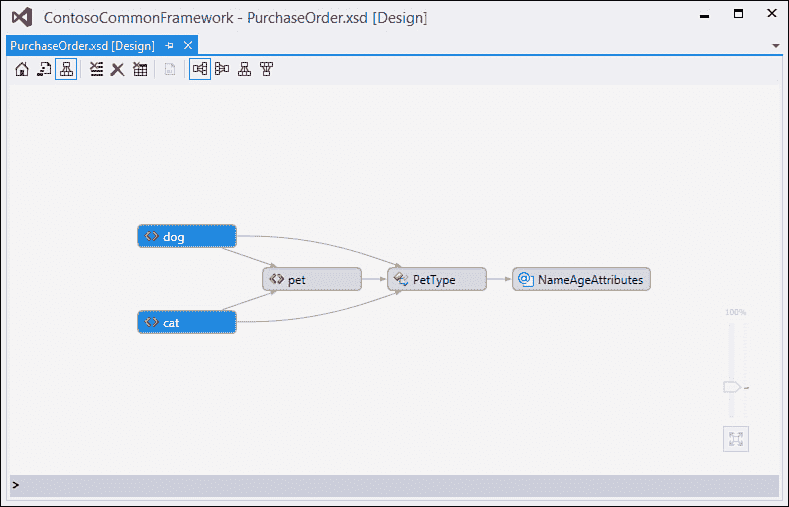 ContosoCommonFramework - PurchaseOrder.xsd [Design]
PurchaseOrder.xsd [Design]
dog
pet
PetType
NameAgeAttributes
cat
100%
>